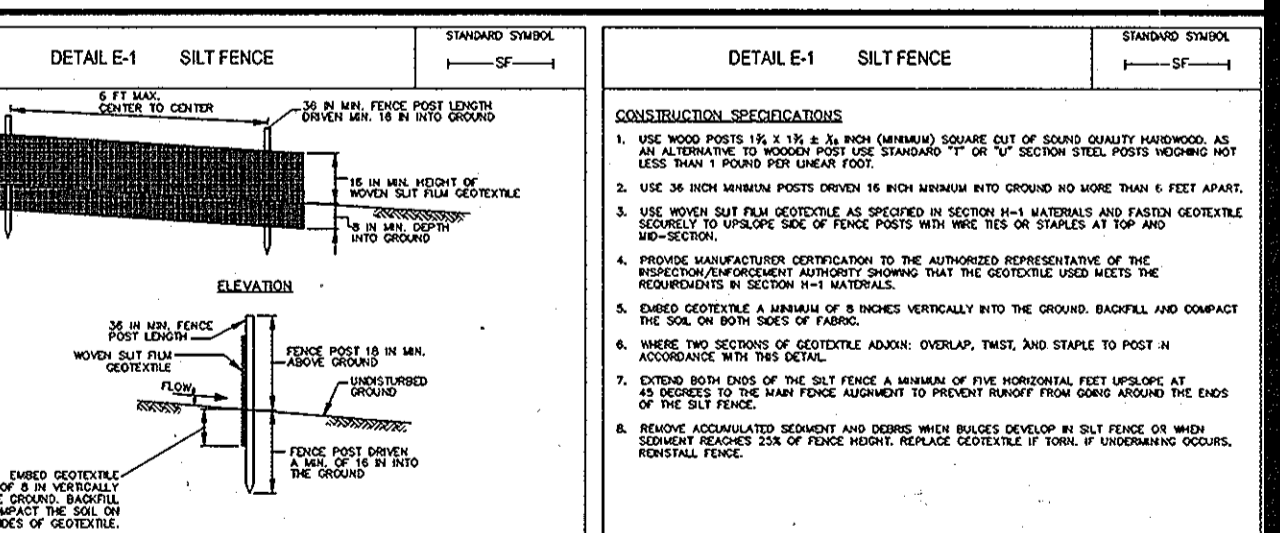 DETAIL E-1 SILT FENCE
STANDARD SYMBOL
SF
6 FT MAX.
CENTER TO CENTER
36 IN MIN. FENCE POST LENGTH
DRIVEN MIN. 16 IN INTO GROUND
16 IN MIN. HEIGHT OF
WOVEN SLIT FILM GEOTEXTILE
8 IN MIN. DEPTH
INTO GROUND
ELEVATION
36 IN MIN. FENCE
POST LENGTH
WOVEN SLIT FILM
GEOTEXTILE
FLOW
FENCE POST 18 IN MIN.
ABOVE GROUND
UNDISTURBED
GROUND
FENCE POST DRIVEN
A MIN. OF 16 IN INTO
THE GROUND
EMBED GEOTEXTILE
OF 8 IN VERTICALLY
GROUND. BACKFILL
THE SOIL ON
OF GEOTEXTILE.
DETAIL E-1 SILT FENCE
STANDARD SYMBOL
SF
CONSTRUCTION SPECIFICATIONS
1. USE WOOD POSTS X ± INCH (MINIMUM) SQUARE CUT OF SOUND QUALITY HARDWOOD. AS
AN ALTERNATIVE TO WOODEN POST USE STANDARD "T" OR "U" SECTION STEEL POSTS WEIGHING NOT
LESS THAN 1 POUND PER LINEAR FOOT.
2. USE 36 INCH MINIMUM POSTS DRIVEN 16 INCH MINIMUM INTO GROUND NO MORE THAN 6 FEET APART.
3. USE WOVEN SLIT FILM GEOTEXTILE AS SPECIFIED IN SECTION H-1 MATERIALS AND FASTEN GEOTEXTILE
SECURELY TO UPSLOPE SIDE OF FENCE POSTS WITH WIRE TIES OR STAPLES AT TOP AND
MID-SECTION.
4. PROVIDE MANUFACTURER CERTIFICATION TO THE AUTHORIZED REPRESENTATIVE OF THE
INSPECTION/ENFORCEMENT AUTHORITY SHOWING THAT THE GEOTEXTILE USED MEETS THE
REQUIREMENTS IN SECTION H-1 MATERIALS.
5. EMBED GEOTEXTILE A MINIMUM OF 8 INCHES VERTICALLY INTO THE GROUND. BACKFILL AND COMPACT
THE SOIL ON BOTH SIDES OF FABRIC.
6. WHERE TWO SECTIONS OF GEOTEXTILE ADJOIN: OVERLAP, TWIST, AND STAPLE TO POST IN
ACCORDANCE WITH THIS DETAIL.
7. EXTEND BOTH ENDS OF THE SILT FENCE A MINIMUM OF FIVE HORIZONTAL FEET UPSLOPE AT
45 DEGREES TO THE MAIN FENCE ALIGNMENT TO PREVENT RUNOFF FROM GOING AROUND THE ENDS
OF THE SILT FENCE.
8. REMOVE ACCUMULATED SEDIMENT AND DEBRIS WHEN BULGES DEVELOP IN SILT FENCE OR WHEN
SEDIMENT REACHES 25% OF FENCE HEIGHT. REPLACE GEOTEXTILE IF TORN. IF UNDERMINING OCCURS,
REINSTALL FENCE.